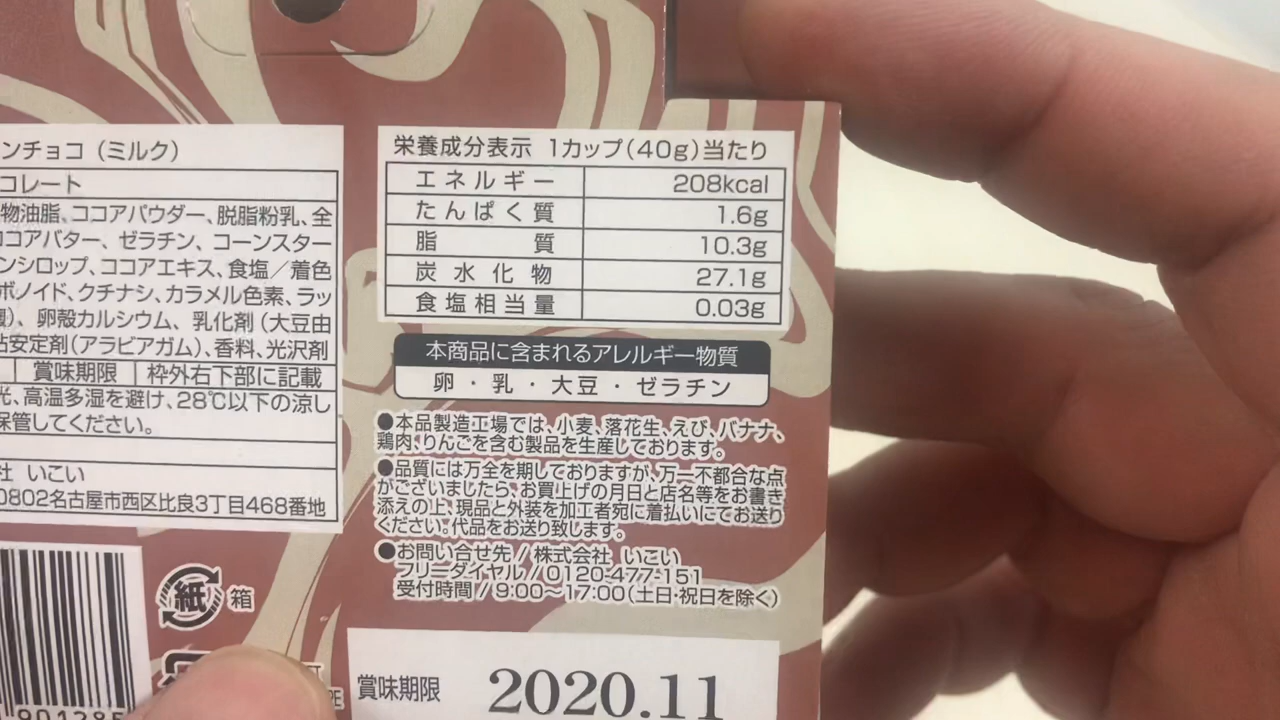 ンチョコ（ミルク）
コレート
物油脂、ココアパウダー、脱脂粉乳、全
ココアバター、ゼラチン、コーンスター
ンシロップ、ココアエキス、食塩／着色
ボノイド、クチナシ、カラメル色素、ラッ
、卵殻カルシウム、乳化剤（大豆由
安定剤（アラビアガム）、香料、光沢剤
賞味期限 枠外右下部に記載
光、高温多湿を避け、28℃以下の涼し
保管してください。
社 いこい
0802名古屋市西区比良3丁目468番地
紙 箱
栄養成分表示 1カップ（40g）当たり
エネルギー 208kcal
たんぱく質 1.6g
脂質 10.3g
炭水化物 27.1g
食塩相当量 0.03g
本商品に含まれるアレルギー物質
卵・乳・大豆・ゼラチン
●本品製造工場では、小麦、落花生、えび、バナナ、
鶏肉、りんごを含む製品を生産しております。
●品質には万全を期しておりますが、万一不都合な点
がございましたら、お買上げの月日と店名等をお書き
添えの上、現品と外装を加工者宛に着払いにてお送り
ください。代品をお送り致します。
●お問い合せ先／株式会社 いこい
フリーダイヤル／0120-477-151
受付時間／9:00〜17:00（土日・祝日を除く）
賞味期限 2020.11